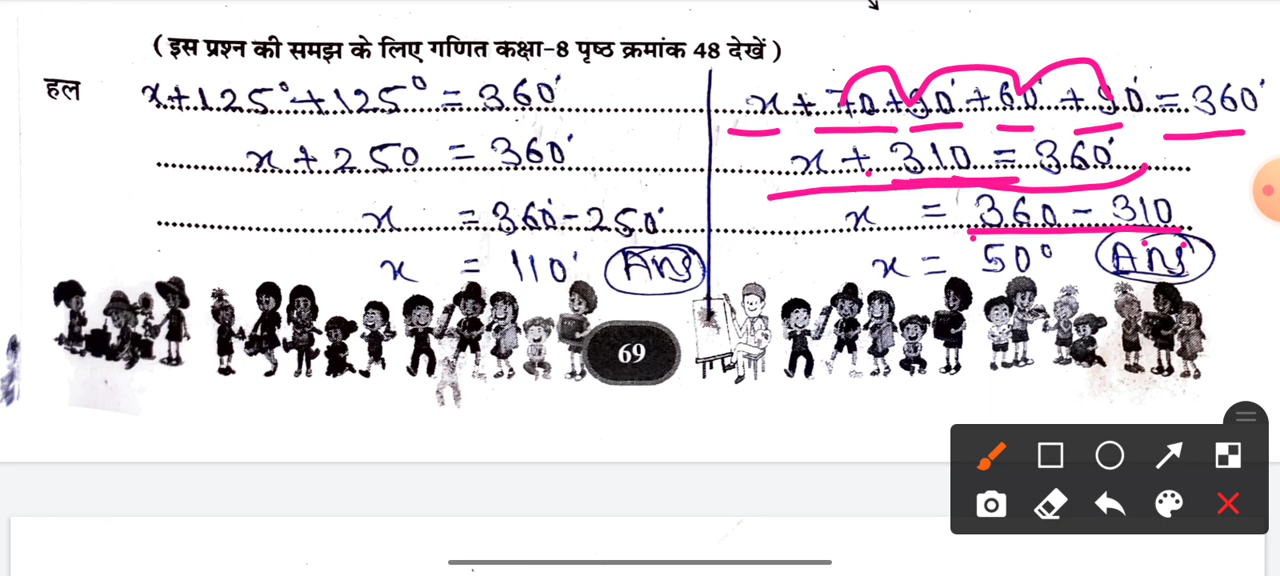 ( इस प्रश्न की समझ के लिए गणित कक्षा-8 पृष्ठ क्रमांक 48 देखें )
हल
x+125°+125° = 360°
x + 250 = 360°
x = 360° - 250°
x = 110° Ans
x + 70 + 90° + 60° + 90° = 360°
x + 310 = 360°
x = 360 - 310
x = 50° Ans
69